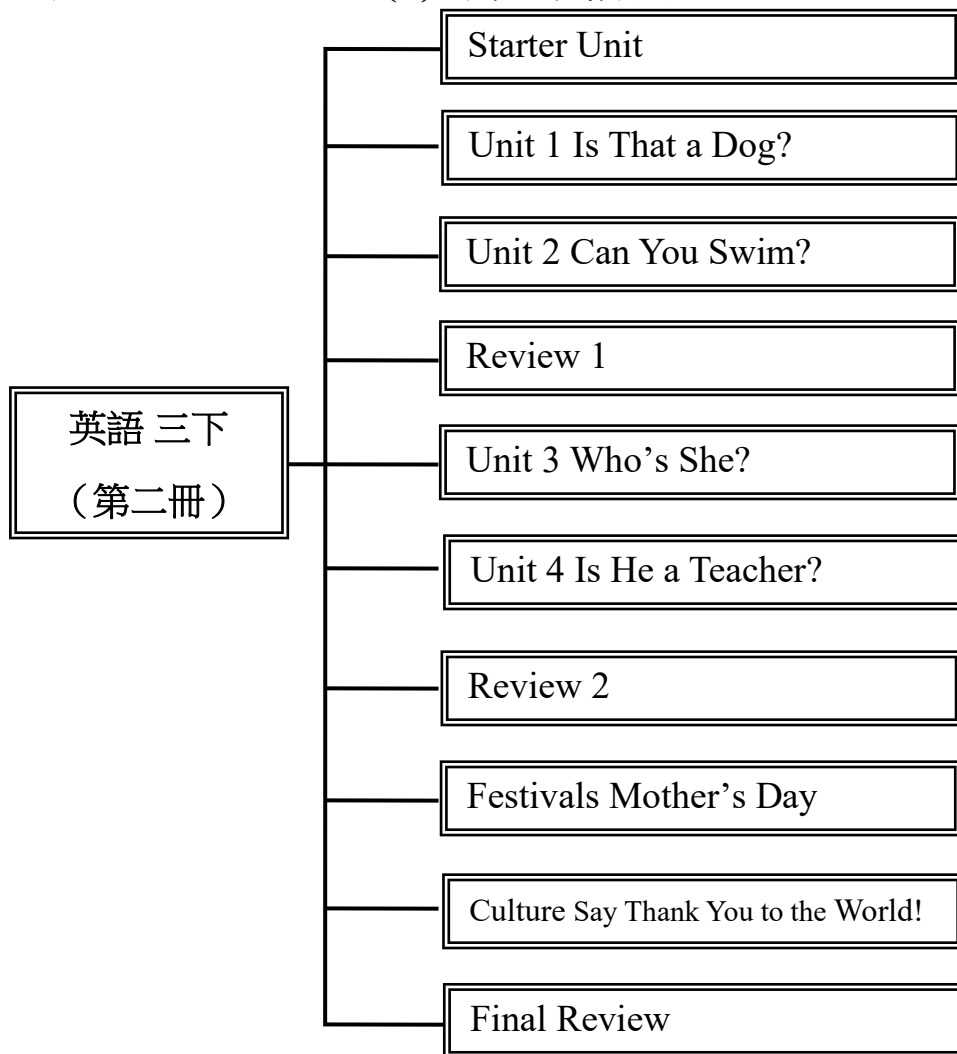 英語 三下
（第二冊）
Starter Unit
Unit 1 Is That a Dog?
Unit 2 Can You Swim?
Review 1
Unit 3 Who’s She?
Unit 4 Is He a Teacher?
Review 2
Festivals Mother’s Day
Culture Say Thank You to the World!
Final Review